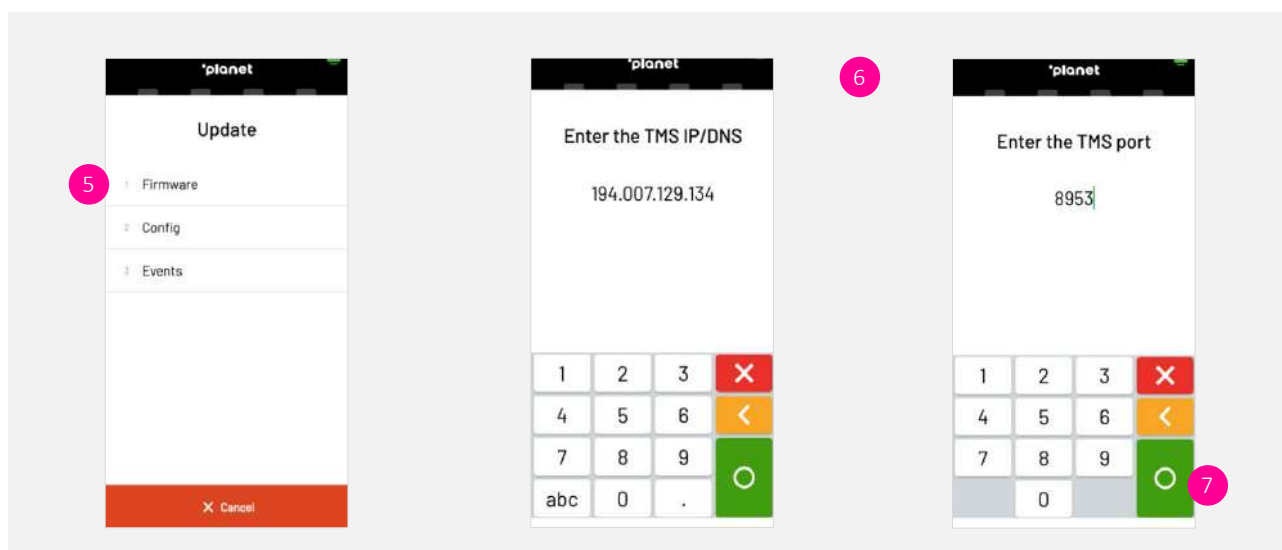 'planet
Update
5
1 Firmware
2 Config
3 Events
X Cancel
'planet
Enter the TMS IP/DNS
194.007.129.134
1 2 3
4 5 6
7 8 9
abc 0 .
6
'planet
Enter the TMS port
8953
1 2 3
4 5 6
7 8 9
0
7